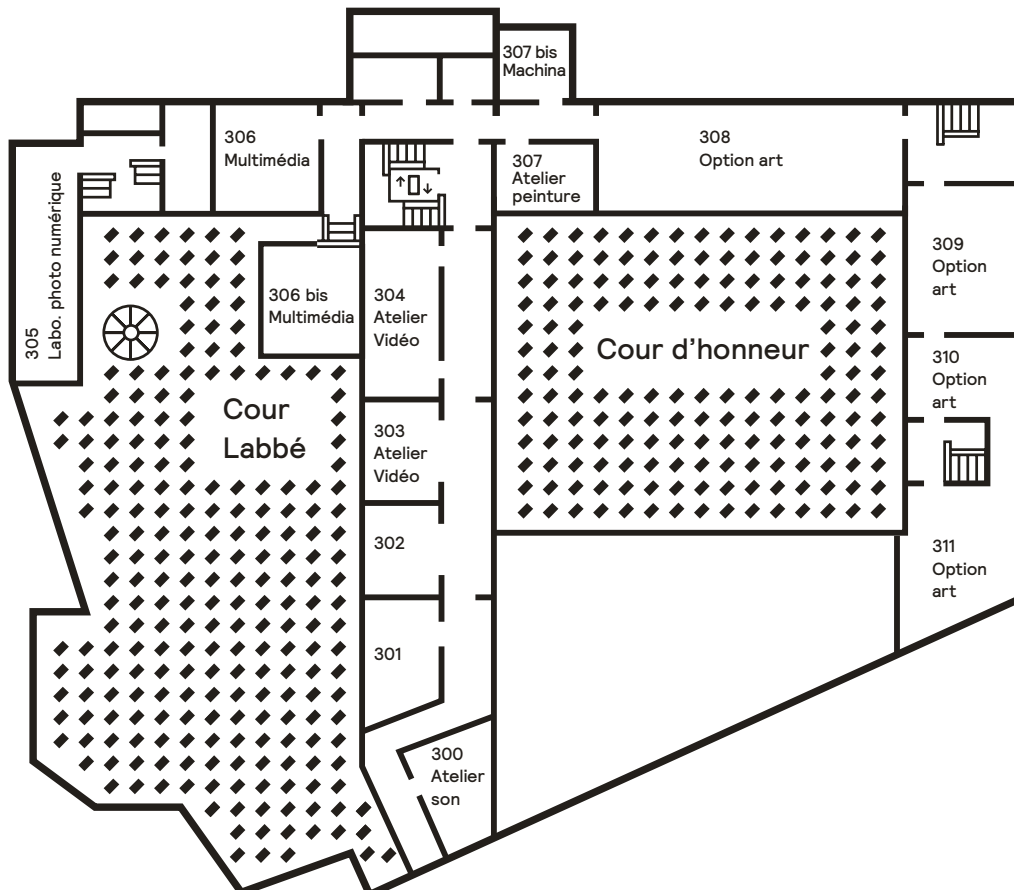 307 bis
Machina
306
Multimédia
308
Option art
307
Atelier
peinture
305
Labo. photo numérique
309
Option
art
306 bis
Multimédia
304
Atelier
Vidéo
Cour d’honneur
310
Option
art
Cour
Labbé
303
Atelier
Vidéo
302
311
Option
art
301
300
Atelier
son